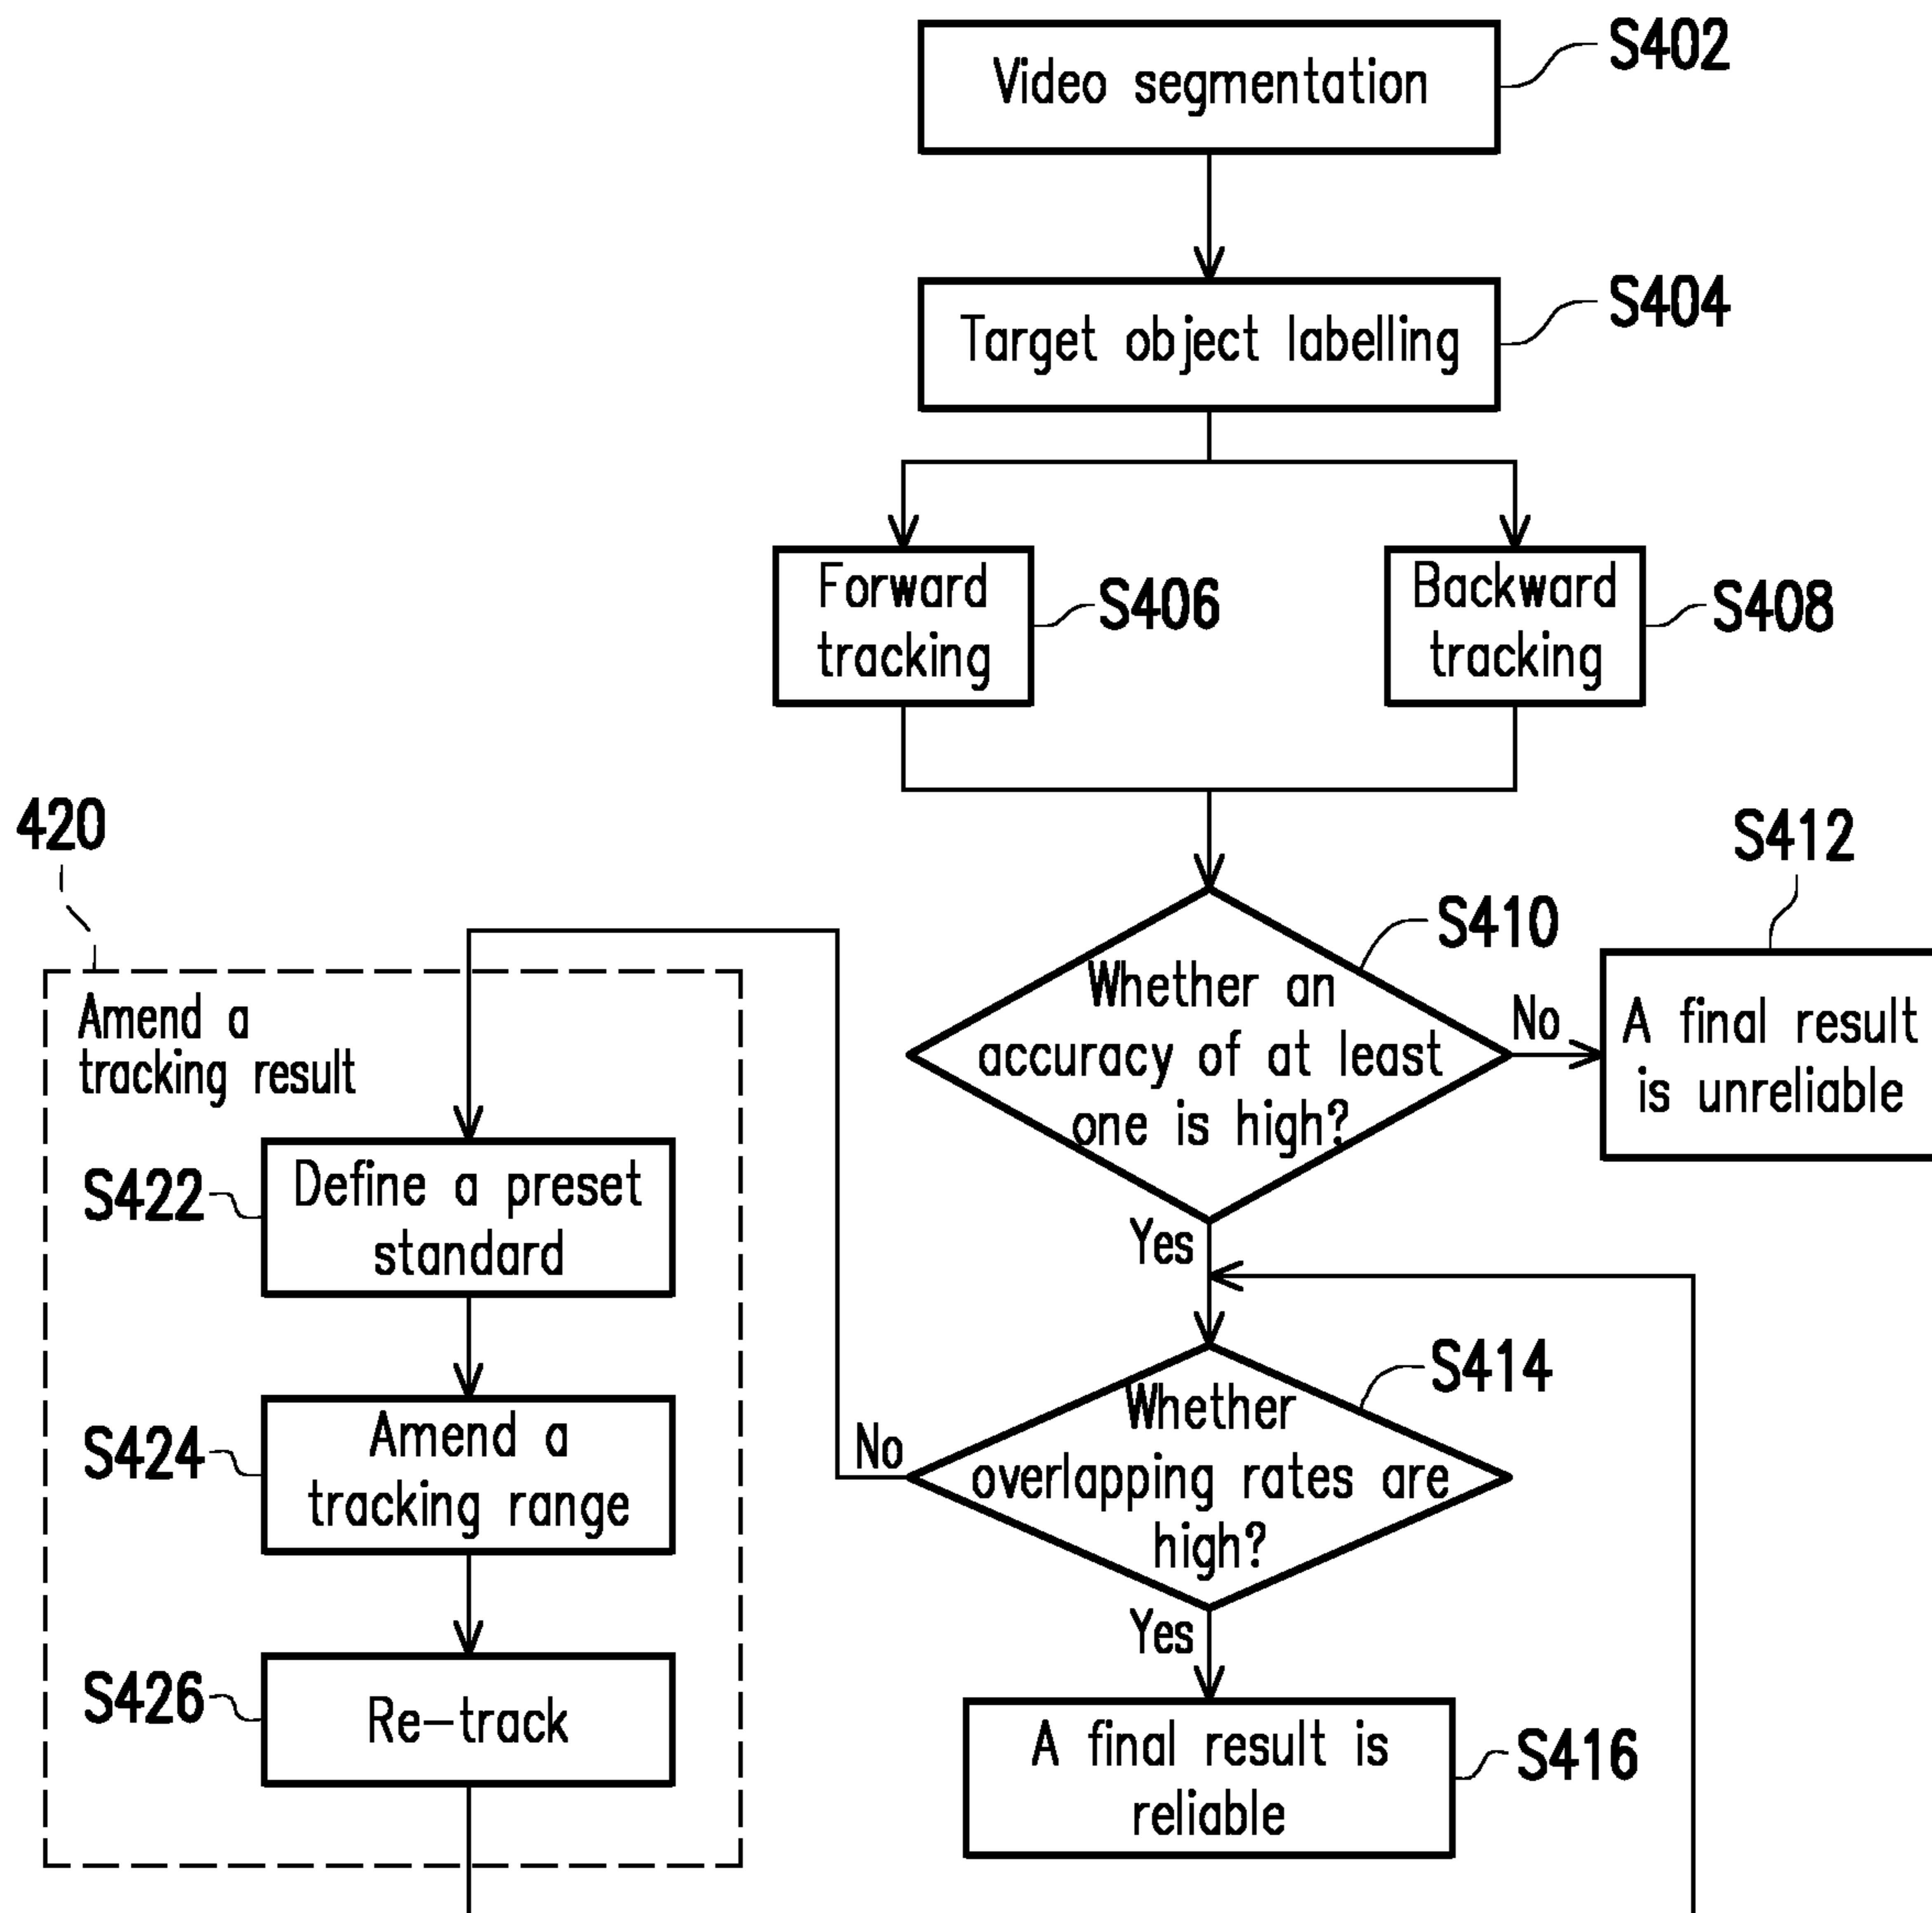 Video segmentation
S402
Target object labelling
S404
Forward
tracking
S406
Backward
tracking
S408
420
S412
S410
Whether an
accuracy of at least
one is high?
No
A final result
is unreliable
Amend a
tracking result
Define a preset
standard
S422
Yes
S414
Whether
overlapping rates are
high?
No
S424
Amend a
tracking range
Yes
S426
Re-track
A final result is
reliable
S416